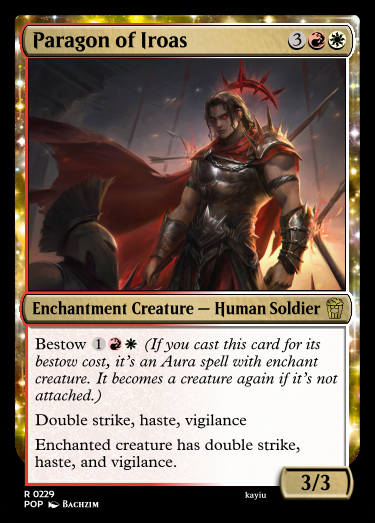 Paragon of Iroas 3
Enchantment Creature — Human Soldier
Bestow 1 (If you cast this card for its
bestow cost, it's an Aura spell with enchant
creature. It becomes a creature again if it's not
attached.)
Double strike, haste, vigilance
Enchanted creature has double strike,
haste, and vigilance.
3/3
R 0229
POP Bachzim
kayiu